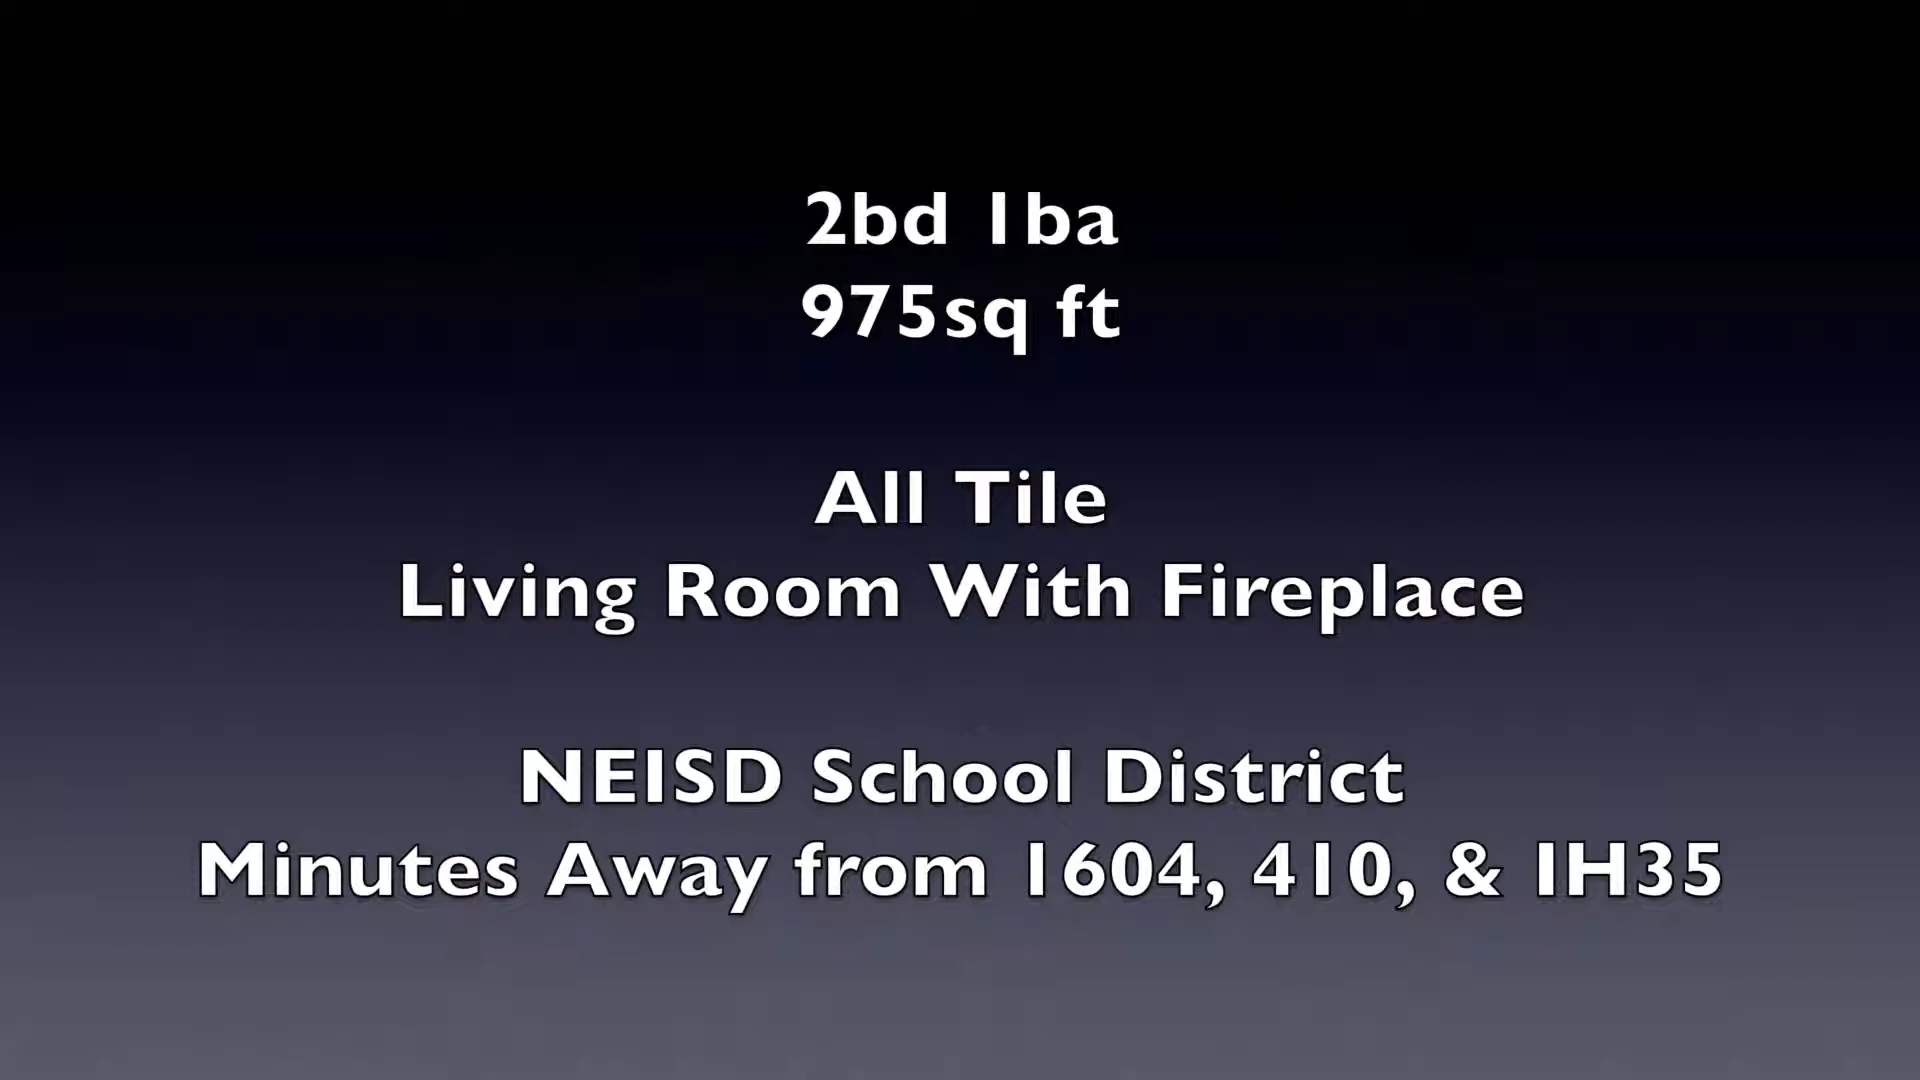 2bd 1ba
975sq ft
All Tile
Living Room With Fireplace
NEISD School District
Minutes Away from 1604, 410, & IH35